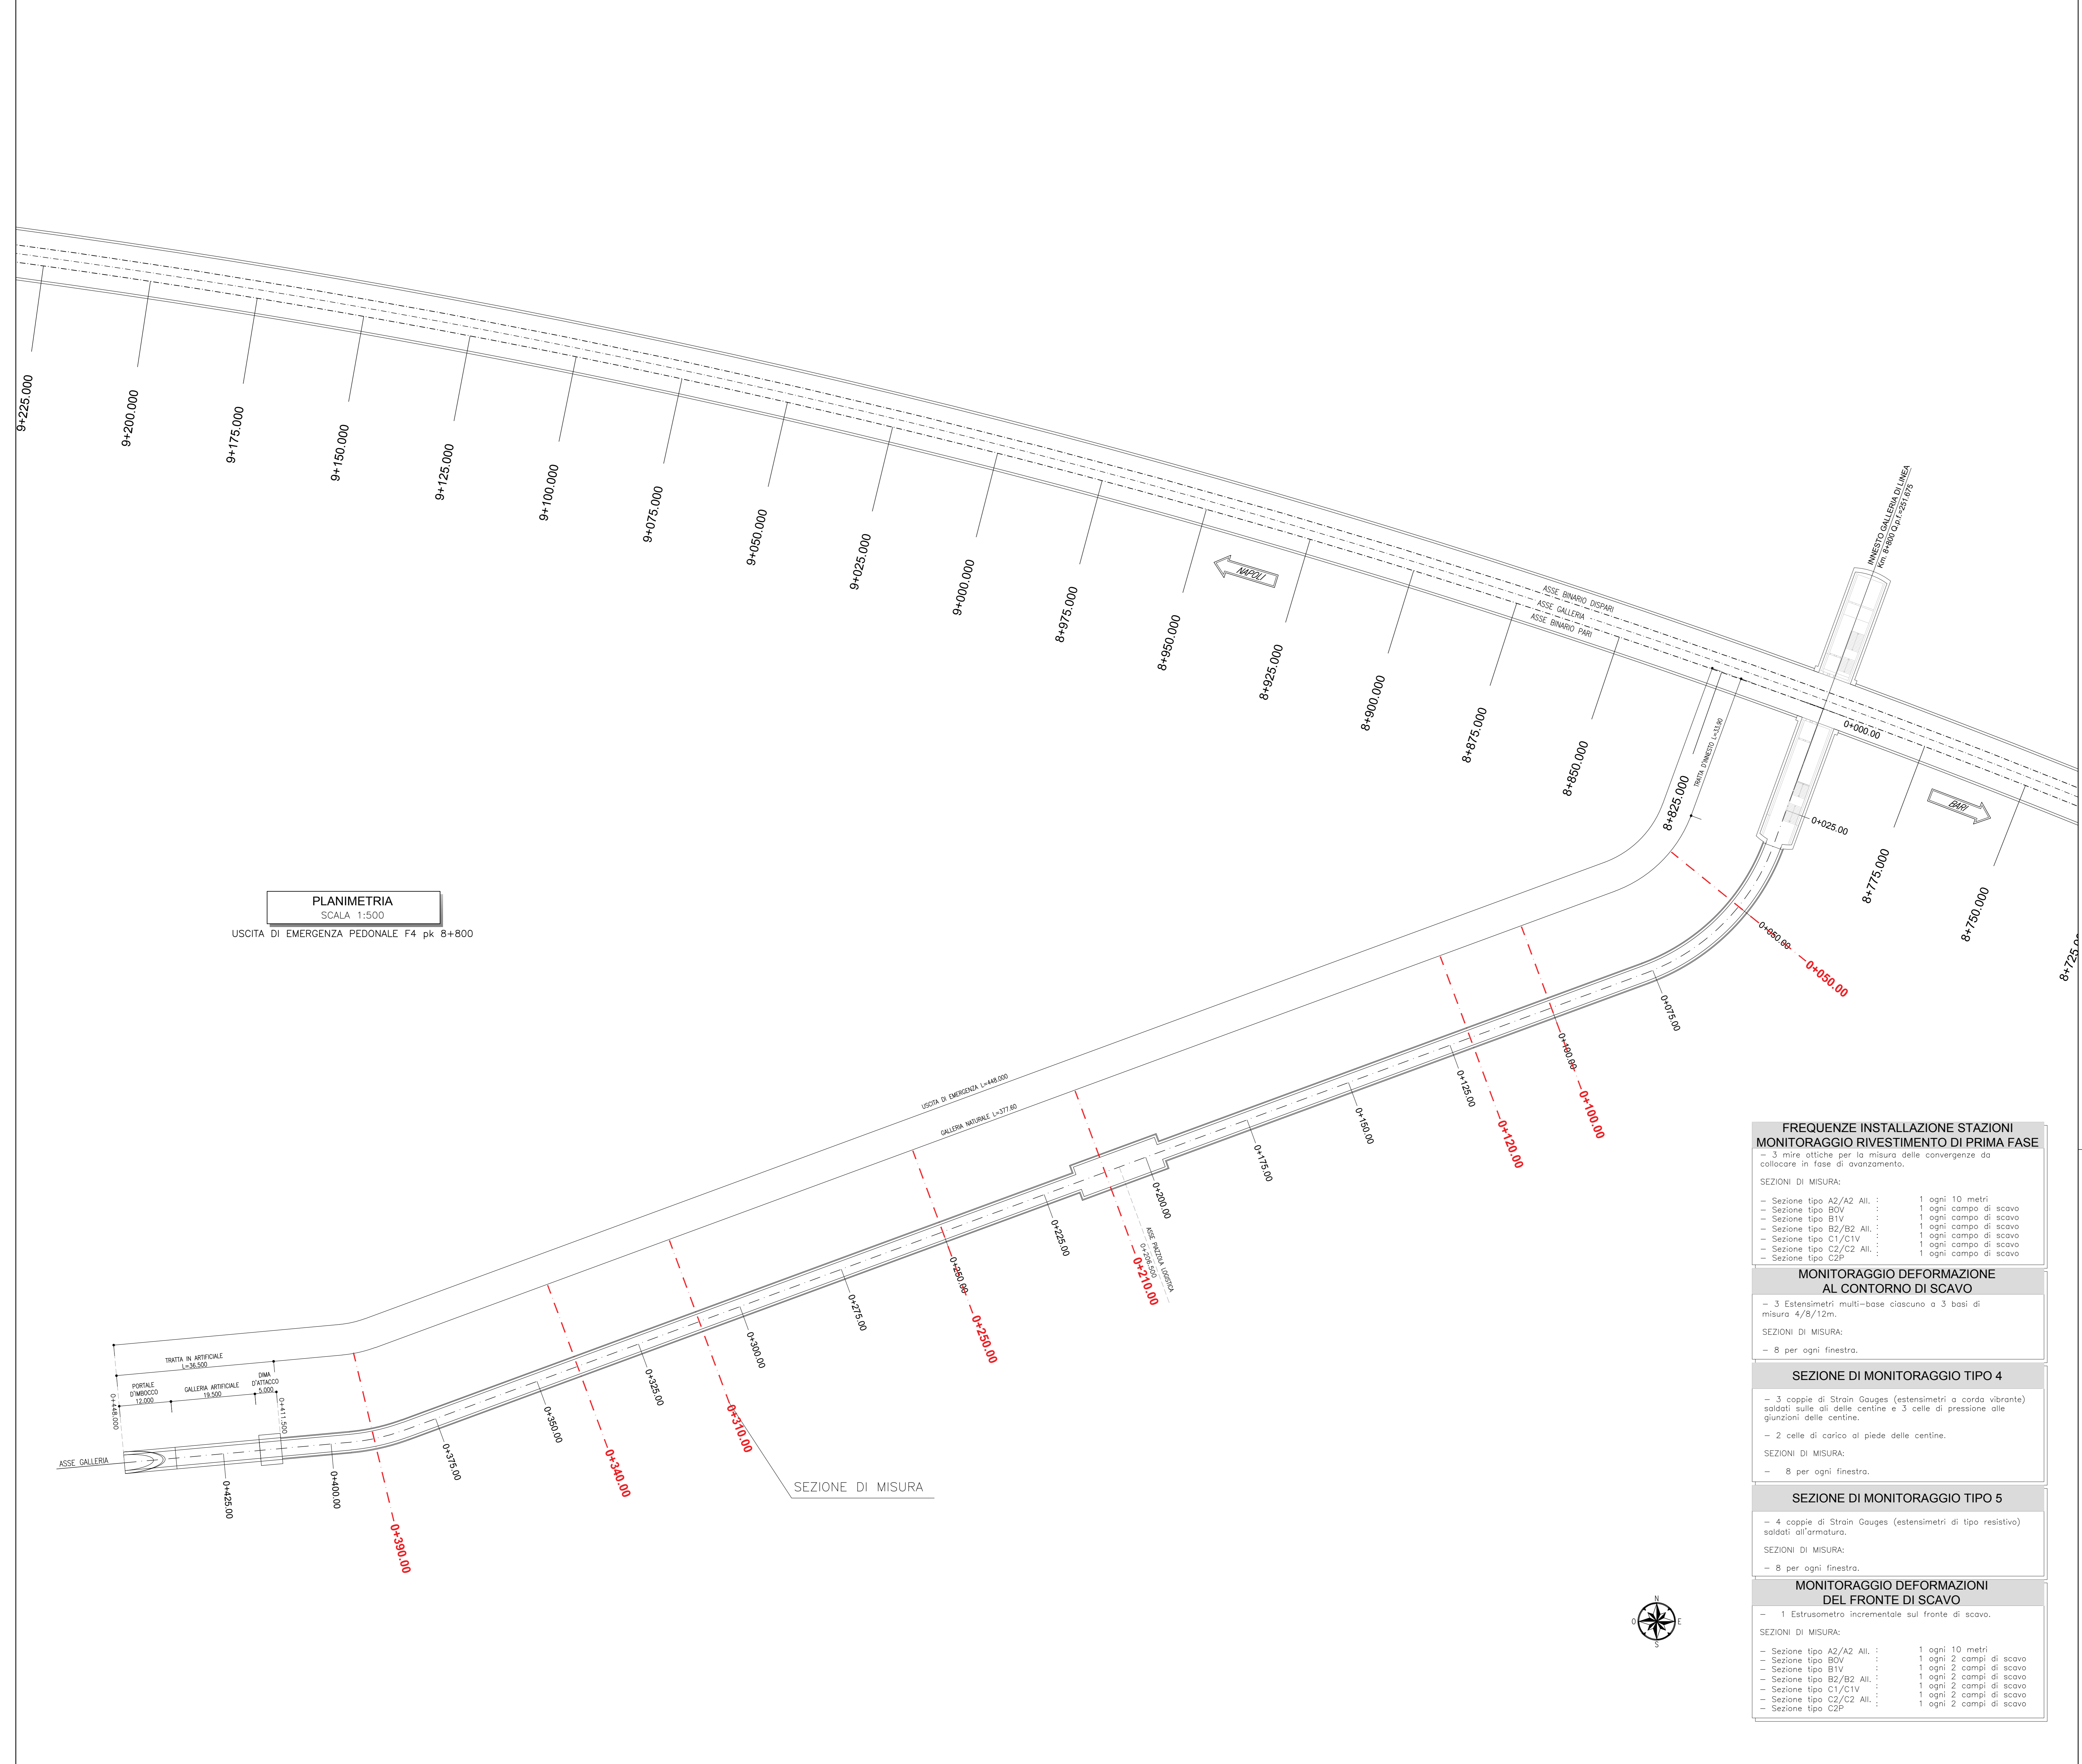 9+225.000
9+200.000
9+175.000
9+150.000
9+125.000
9+100.000
9+075.000
9+050.000
9+025.000
9+000.000
8+975.000
8+950.000
8+925.000
8+900.000
8+875.000
8+850.000
8+825.000
8+775.000
8+750.000
NAPOLI
BARI
ASSE BINARIO DISPARI
ASSE GALLERIA
ASSE BINARIO PARI
INNESTO GALLERIA DI LINEA
Km. 8+800 Q.p.f.=251.675
TRATTA D'INNESTO L=33.90
0+000.00
0+025.00
0+050.00
0+050.00
0+075.00
0+100.00
0+100.00
0+120.00
0+125.00
0+150.00
0+175.00
0+200.00
ASSE PIAZZOLA LOGISTICA
0+206.500
0+210.00
0+225.00
0+250.00
0+250.00
0+275.00
0+300.00
0+310.00
0+325.00
0+340.00
0+350.00
0+375.00
0+390.00
0+400.00
0+425.00
USCITA DI EMERGENZA L=448.000
GALLERIA NATURALE L=377.60
PLANIMETRIA
SCALA 1:500
USCITA DI EMERGENZA PEDONALE F4 pk 8+800
TRATTA IN ARTIFICIALE
L=36.500
PORTALE
D'IMBOCCO
12.000
GALLERIA ARTIFICIALE
19.500
DIMA
D'ATTACCO
5.000
0+448.000
0+411.500
ASSE GALLERIA
SEZIONE DI MISURA
FREQUENZE INSTALLAZIONE STAZIONI
MONITORAGGIO RIVESTIMENTO DI PRIMA FASE
– 3 mire ottiche per la misura delle convergenze da
collocare in fase di avanzamento.
SEZIONI DI MISURA:
– Sezione tipo A2/A2 All. : 1 ogni 10 metri
– Sezione tipo B0V : 1 ogni campo di scavo
– Sezione tipo B1V : 1 ogni campo di scavo
– Sezione tipo B2/B2 All. : 1 ogni campo di scavo
– Sezione tipo C1/C1V : 1 ogni campo di scavo
– Sezione tipo C2/C2 All. : 1 ogni campo di scavo
– Sezione tipo C2P : 1 ogni campo di scavo
MONITORAGGIO DEFORMAZIONE
AL CONTORNO DI SCAVO
– 3 Estensimetri multi–base ciascuno a 3 basi di
misura 4/8/12m.
SEZIONI DI MISURA:
– 8 per ogni finestra.
SEZIONE DI MONITORAGGIO TIPO 4
– 3 coppie di Strain Gauges (estensimetri a corda vibrante)
saldati sulle ali delle centine e 3 celle di pressione alle
giunzioni delle centine.
– 2 celle di carico al piede delle centine.
SEZIONI DI MISURA:
– 8 per ogni finestra.
SEZIONE DI MONITORAGGIO TIPO 5
– 4 coppie di Strain Gauges (estensimetri di tipo resistivo)
saldati all'armatura.
SEZIONI DI MISURA:
– 8 per ogni finestra.
MONITORAGGIO DEFORMAZIONI
DEL FRONTE DI SCAVO
– 1 Estrusometro incrementale sul fronte di scavo.
SEZIONI DI MISURA:
– Sezione tipo A2/A2 All. : 1 ogni 10 metri
– Sezione tipo B0V : 1 ogni 2 campi di scavo
– Sezione tipo B1V : 1 ogni 2 campi di scavo
– Sezione tipo B2/B2 All. : 1 ogni 2 campi di scavo
– Sezione tipo C1/C1V : 1 ogni 2 campi di scavo
– Sezione tipo C2/C2 All. : 1 ogni 2 campi di scavo
– Sezione tipo C2P : 1 ogni 2 campi di scavo
N
O
E
S